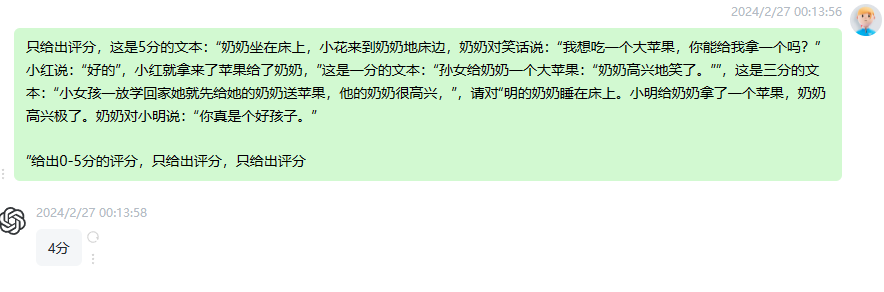 2024/2/27 00:13:56
只给出评分，这是5分的文本：“奶奶坐在床上，小花来到奶奶地床边，奶奶对笑话说：“我想吃一个大苹果，你能给我拿一个吗？”
小红说：“好的”，小红就拿来了苹果给了奶奶，”这是一分的文本：“孙女给奶奶一个大苹果：“奶奶高兴地笑了。””，这是三分的文
本：“小女孩一放学回家她就先给她的奶奶送苹果，他的奶奶很高兴，”，请对“明的奶奶睡在床上。小明给奶奶拿了一个苹果，奶奶
高兴极了。奶奶对小明说：“你真是个好孩子。”
“给出0-5分的评分，只给出评分，只给出评分
2024/2/27 00:13:58
4分